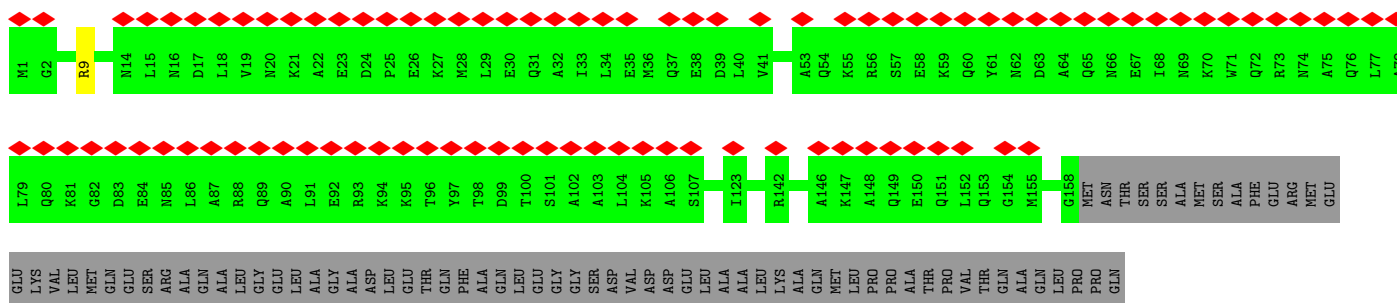 M1 G2 R9 N14 L15 N16 D17 L18 V19 N20 K21 A22 E23 D24 P25 E26 K27 M28 L29 E30 Q31 A32 I33 L34 E35 M36 Q37 E38 D39 L40 V41 A53 Q54 K55 R56 S57 E58 K59 Q60 Y61 N62 D63 A64 Q65 N66 E67 I68 N69 K70 W71 Q72 R73 N74 A75 Q76 L77
L79 Q80 K81 G82 D83 E84 N85 L86 A87 R88 Q89 A90 L91 E92 R93 K94 K95 T96 Y97 T98 D99 T100 S101 A102 A103 L104 K105 A106 S107 I123 R142 A146 K147 A148 Q149 E150 Q151 L152 Q153 G154 M155 G158 MET ASN THR SER SER ALA MET SER ALA PHE GLU ARG MET GLU
GLU LYS VAL LEU MET GLN GLU SER ARG ALA GLN ALA LEU GLY GLU LEU ALA GLY ALA ASP LEU GLU THR GLN PHE ALA GLN LEU GLU GLY GLY SER ASP VAL ASP ASP GLU LEU ALA ALA LEU LYS ALA GLN MET LEU PRO PRO ALA THR PRO VAL THR GLN ALA GLN LEU PRO PRO GLN